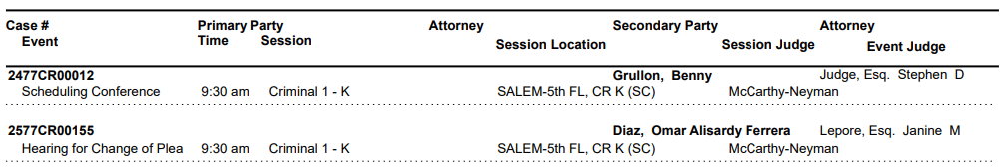 Case # Primary Party Attorney Secondary Party Attorney
Event Time Session Session Location Session Judge Event Judge
2477CR00012 Grullon, Benny Judge, Esq. Stephen D
Scheduling Conference 9:30 am Criminal 1 - K SALEM-5th FL, CR K (SC) McCarthy-Neyman
2577CR00155 Diaz, Omar Alisardy Ferrera Lepore, Esq. Janine M
Hearing for Change of Plea 9:30 am Criminal 1 - K SALEM-5th FL, CR K (SC) McCarthy-Neyman